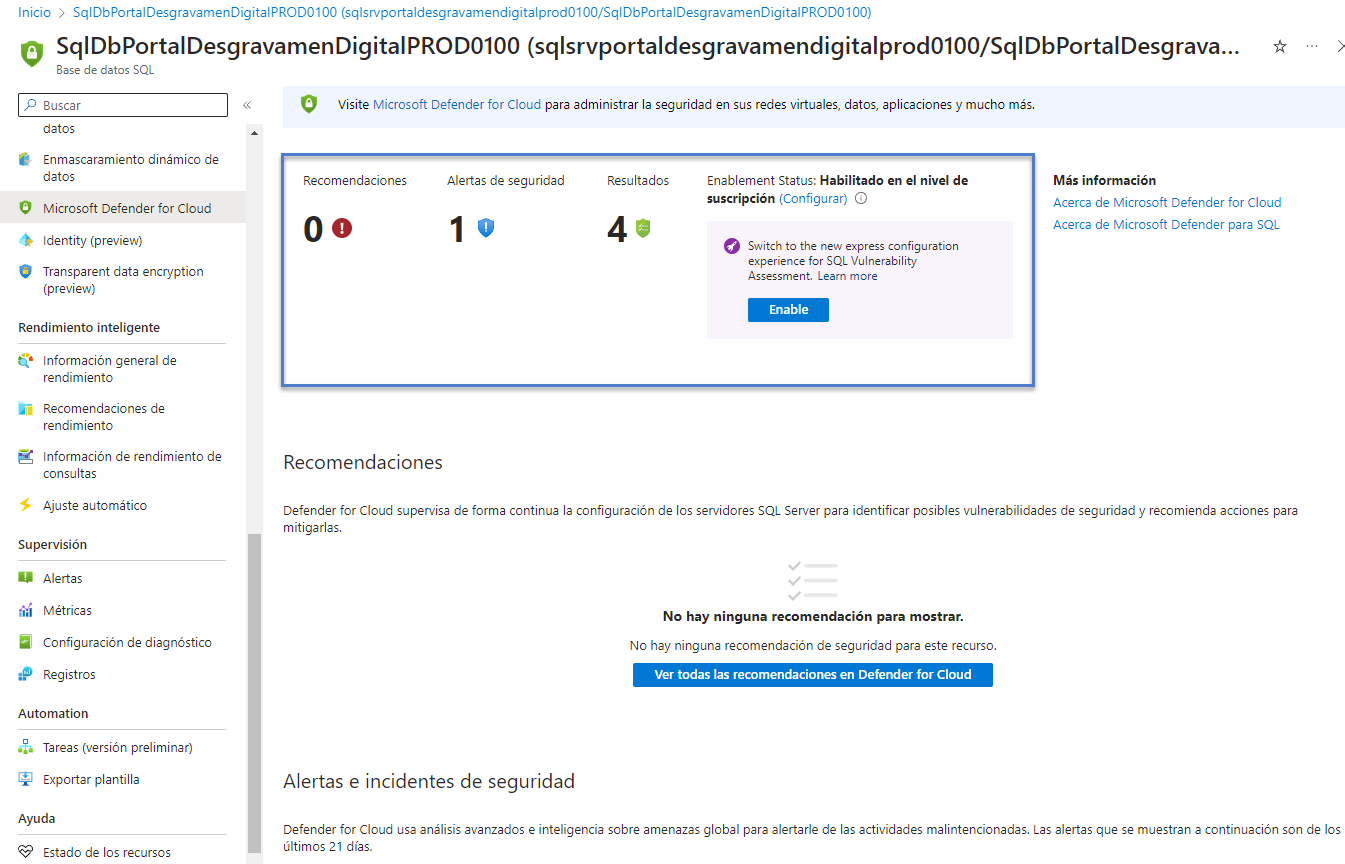 Inicio > SqlDbPortalDesgravamenDigitalPROD0100 (sqlsrvportaldesgravamendigitalprod0100/SqlDbPortalDesgravamenDigitalPROD0100)
SqlDbPortalDesgravamenDigitalPROD0100 (sqlsrvportaldesgravamendigitalprod0100/SqlDbPortalDesgrava...
Base de datos SQL
Buscar
datos
Enmascaramiento dinámico de
datos
Microsoft Defender for Cloud
Identity (preview)
Transparent data encryption
(preview)
Rendimiento inteligente
Información general de
rendimiento
Recomendaciones de
rendimiento
Información de rendimiento de
consultas
Ajuste automático
Supervisión
Alertas
Métricas
Configuración de diagnóstico
Registros
Automation
Tareas (versión preliminar)
Exportar plantilla
Ayuda
Estado de los recursos
Visite Microsoft Defender for Cloud para administrar la seguridad en sus redes virtuales, datos, aplicaciones y mucho más.
Recomendaciones
0
Alertas de seguridad
1
Resultados
4
Enablement Status: Habilitado en el nivel de
suscripción (Configurar)
Switch to the new express configuration
experience for SQL Vulnerability
Assessment. Learn more
Enable
Más información
Acerca de Microsoft Defender for Cloud
Acerca de Microsoft Defender para SQL
Recomendaciones
Defender for Cloud supervisa de forma continua la configuración de los servidores SQL Server para identificar posibles vulnerabilidades de seguridad y recomienda acciones para
mitigarlas.
No hay ninguna recomendación para mostrar.
No hay ninguna recomendación de seguridad para este recurso.
Ver todas las recomendaciones en Defender for Cloud
Alertas e incidentes de seguridad
Defender for Cloud usa análisis avanzados e inteligencia sobre amenazas global para alertarle de las actividades malintencionadas. Las alertas que se muestran a continuación son de los
últimos 21 días.